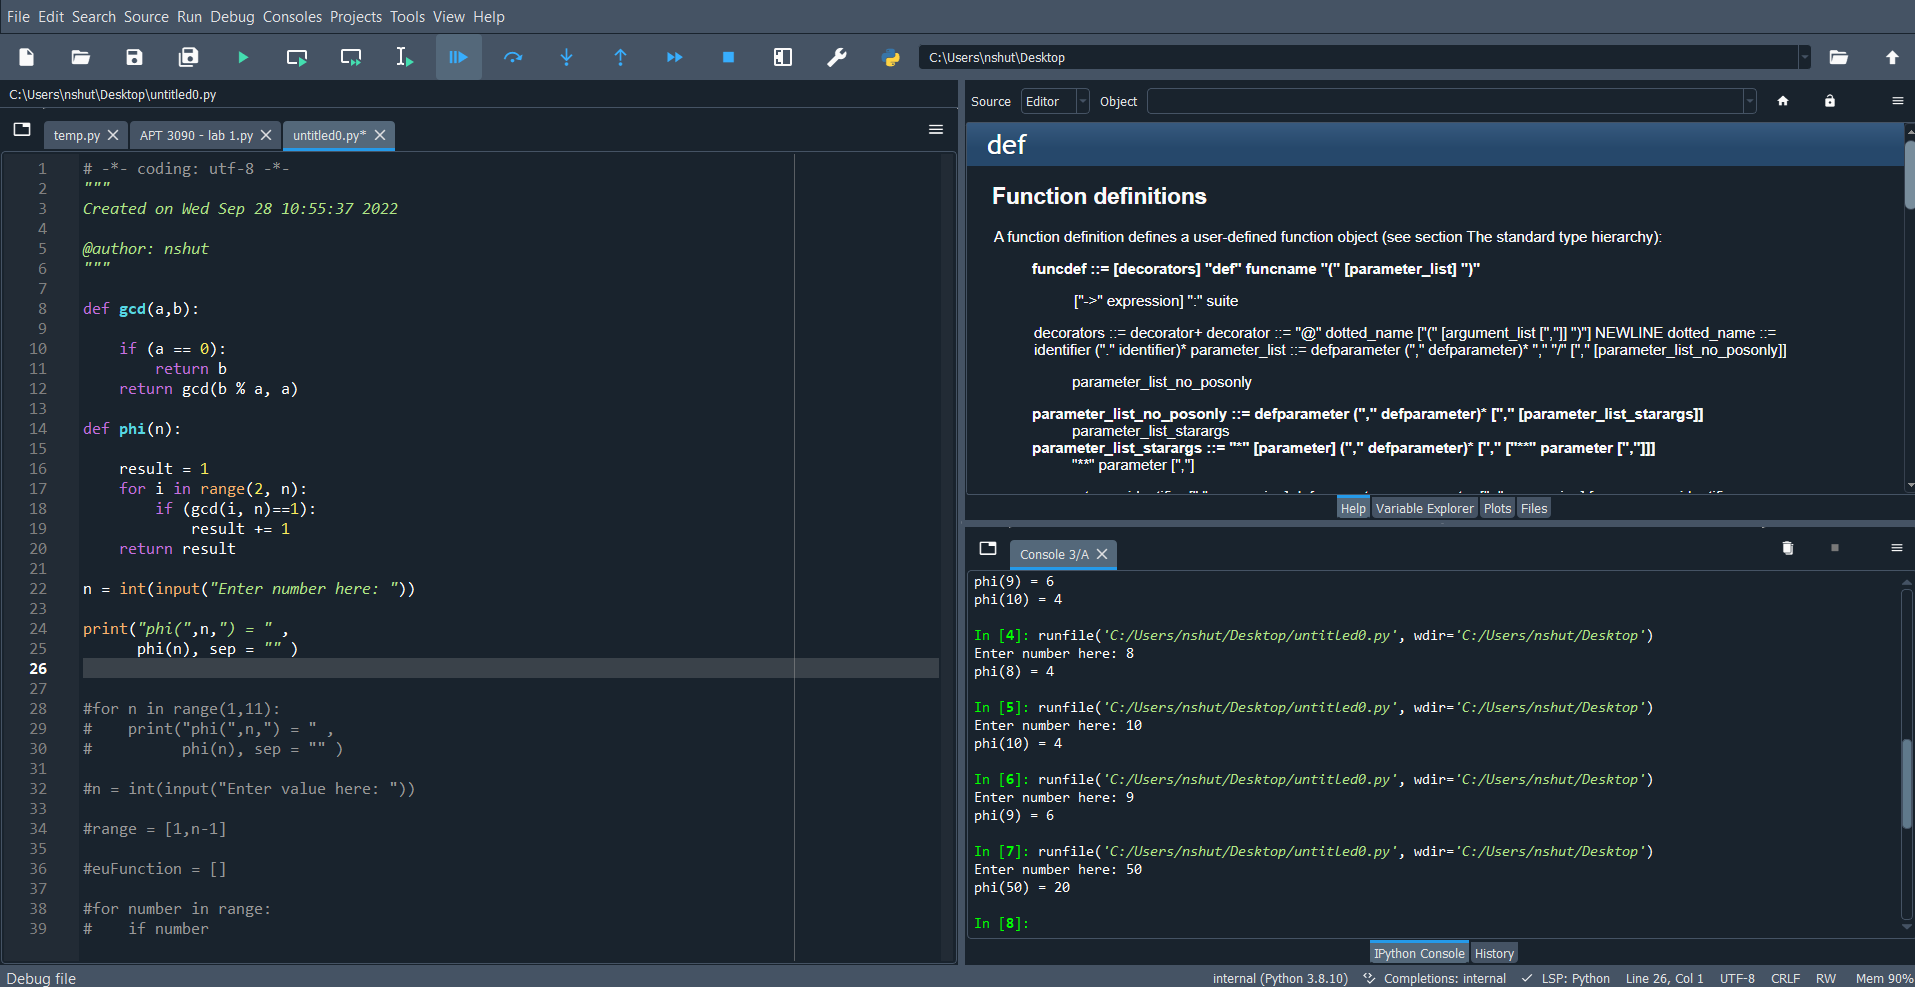 File Edit Search Source Run Debug Consoles Projects Tools View Help
C:\Users\nshut\Desktop
C:\Users\nshut\Desktop\untitled0.py
temp.py APT 3090 - lab 1.py untitled0.py*
1 # -*- coding: utf-8 -*-
2 """
3 Created on Wed Sep 28 10:55:37 2022
4
5 @author: nshut
6 """
7
8 def gcd(a,b):
9
10 if (a == 0):
11 return b
12 return gcd(b % a, a)
13
14 def phi(n):
15
16 result = 1
17 for i in range(2, n):
18 if (gcd(i, n)==1):
19 result += 1
20 return result
21
22 n = int(input("Enter number here: "))
23
24 print("phi(",n,") = " ,
25 phi(n), sep = "" )
26
27
28 #for n in range(1,11):
29 #    print("phi(",n,") = " ,
30 #          phi(n), sep = "" )
31
32 #n = int(input("Enter value here: "))
33
34 #range = [1,n-1]
35
36 #euFunction = []
37
38 #for number in range:
39 #    if number
Source Editor Object
def
Function definitions
A function definition defines a user-defined function object (see section The standard type hierarchy):
funcdef ::= [decorators] "def" funcname "(" [parameter_list] ")"
["->" expression] ":" suite
decorators ::= decorator+ decorator ::= "@" dotted_name ["(" [argument_list [","]] ")"] NEWLINE dotted_name ::=
identifier ("." identifier)* parameter_list ::= defparameter ("," defparameter)* "," "/" ["," [parameter_list_no_posonly]]
parameter_list_no_posonly
parameter_list_no_posonly ::= defparameter ("," defparameter)* ["," [parameter_list_starargs]]
parameter_list_starargs
parameter_list_starargs ::= "*" [parameter] ("," defparameter)* ["," ["**" parameter [","]]]
"**" parameter [","]
Help Variable Explorer Plots Files
Console 3/A
phi(9) = 6
phi(10) = 4
In [4]: runfile('C:/Users/nshut/Desktop/untitled0.py', wdir='C:/Users/nshut/Desktop')
Enter number here: 8
phi(8) = 4
In [5]: runfile('C:/Users/nshut/Desktop/untitled0.py', wdir='C:/Users/nshut/Desktop')
Enter number here: 10
phi(10) = 4
In [6]: runfile('C:/Users/nshut/Desktop/untitled0.py', wdir='C:/Users/nshut/Desktop')
Enter number here: 9
phi(9) = 6
In [7]: runfile('C:/Users/nshut/Desktop/untitled0.py', wdir='C:/Users/nshut/Desktop')
Enter number here: 50
phi(50) = 20
In [8]:
IPython Console History
Debug file internal (Python 3.8.10) Completions: internal LSP: Python Line 26, Col 1 UTF-8 CRLF RW Mem 90%